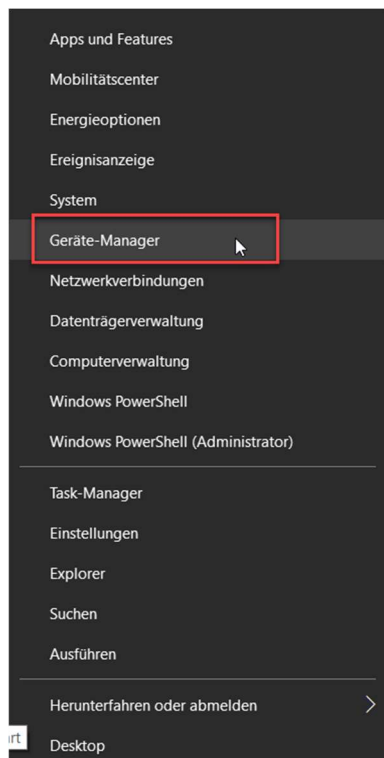 Apps und Features
Mobilitätscenter
Energieoptionen
Ereignisanzeige
System
Geräte-Manager
Netzwerkverbindungen
Datenträgerverwaltung
Computerverwaltung
Windows PowerShell
Windows PowerShell (Administrator)
Task-Manager
Einstellungen
Explorer
Suchen
Ausführen
Herunterfahren oder abmelden
Desktop